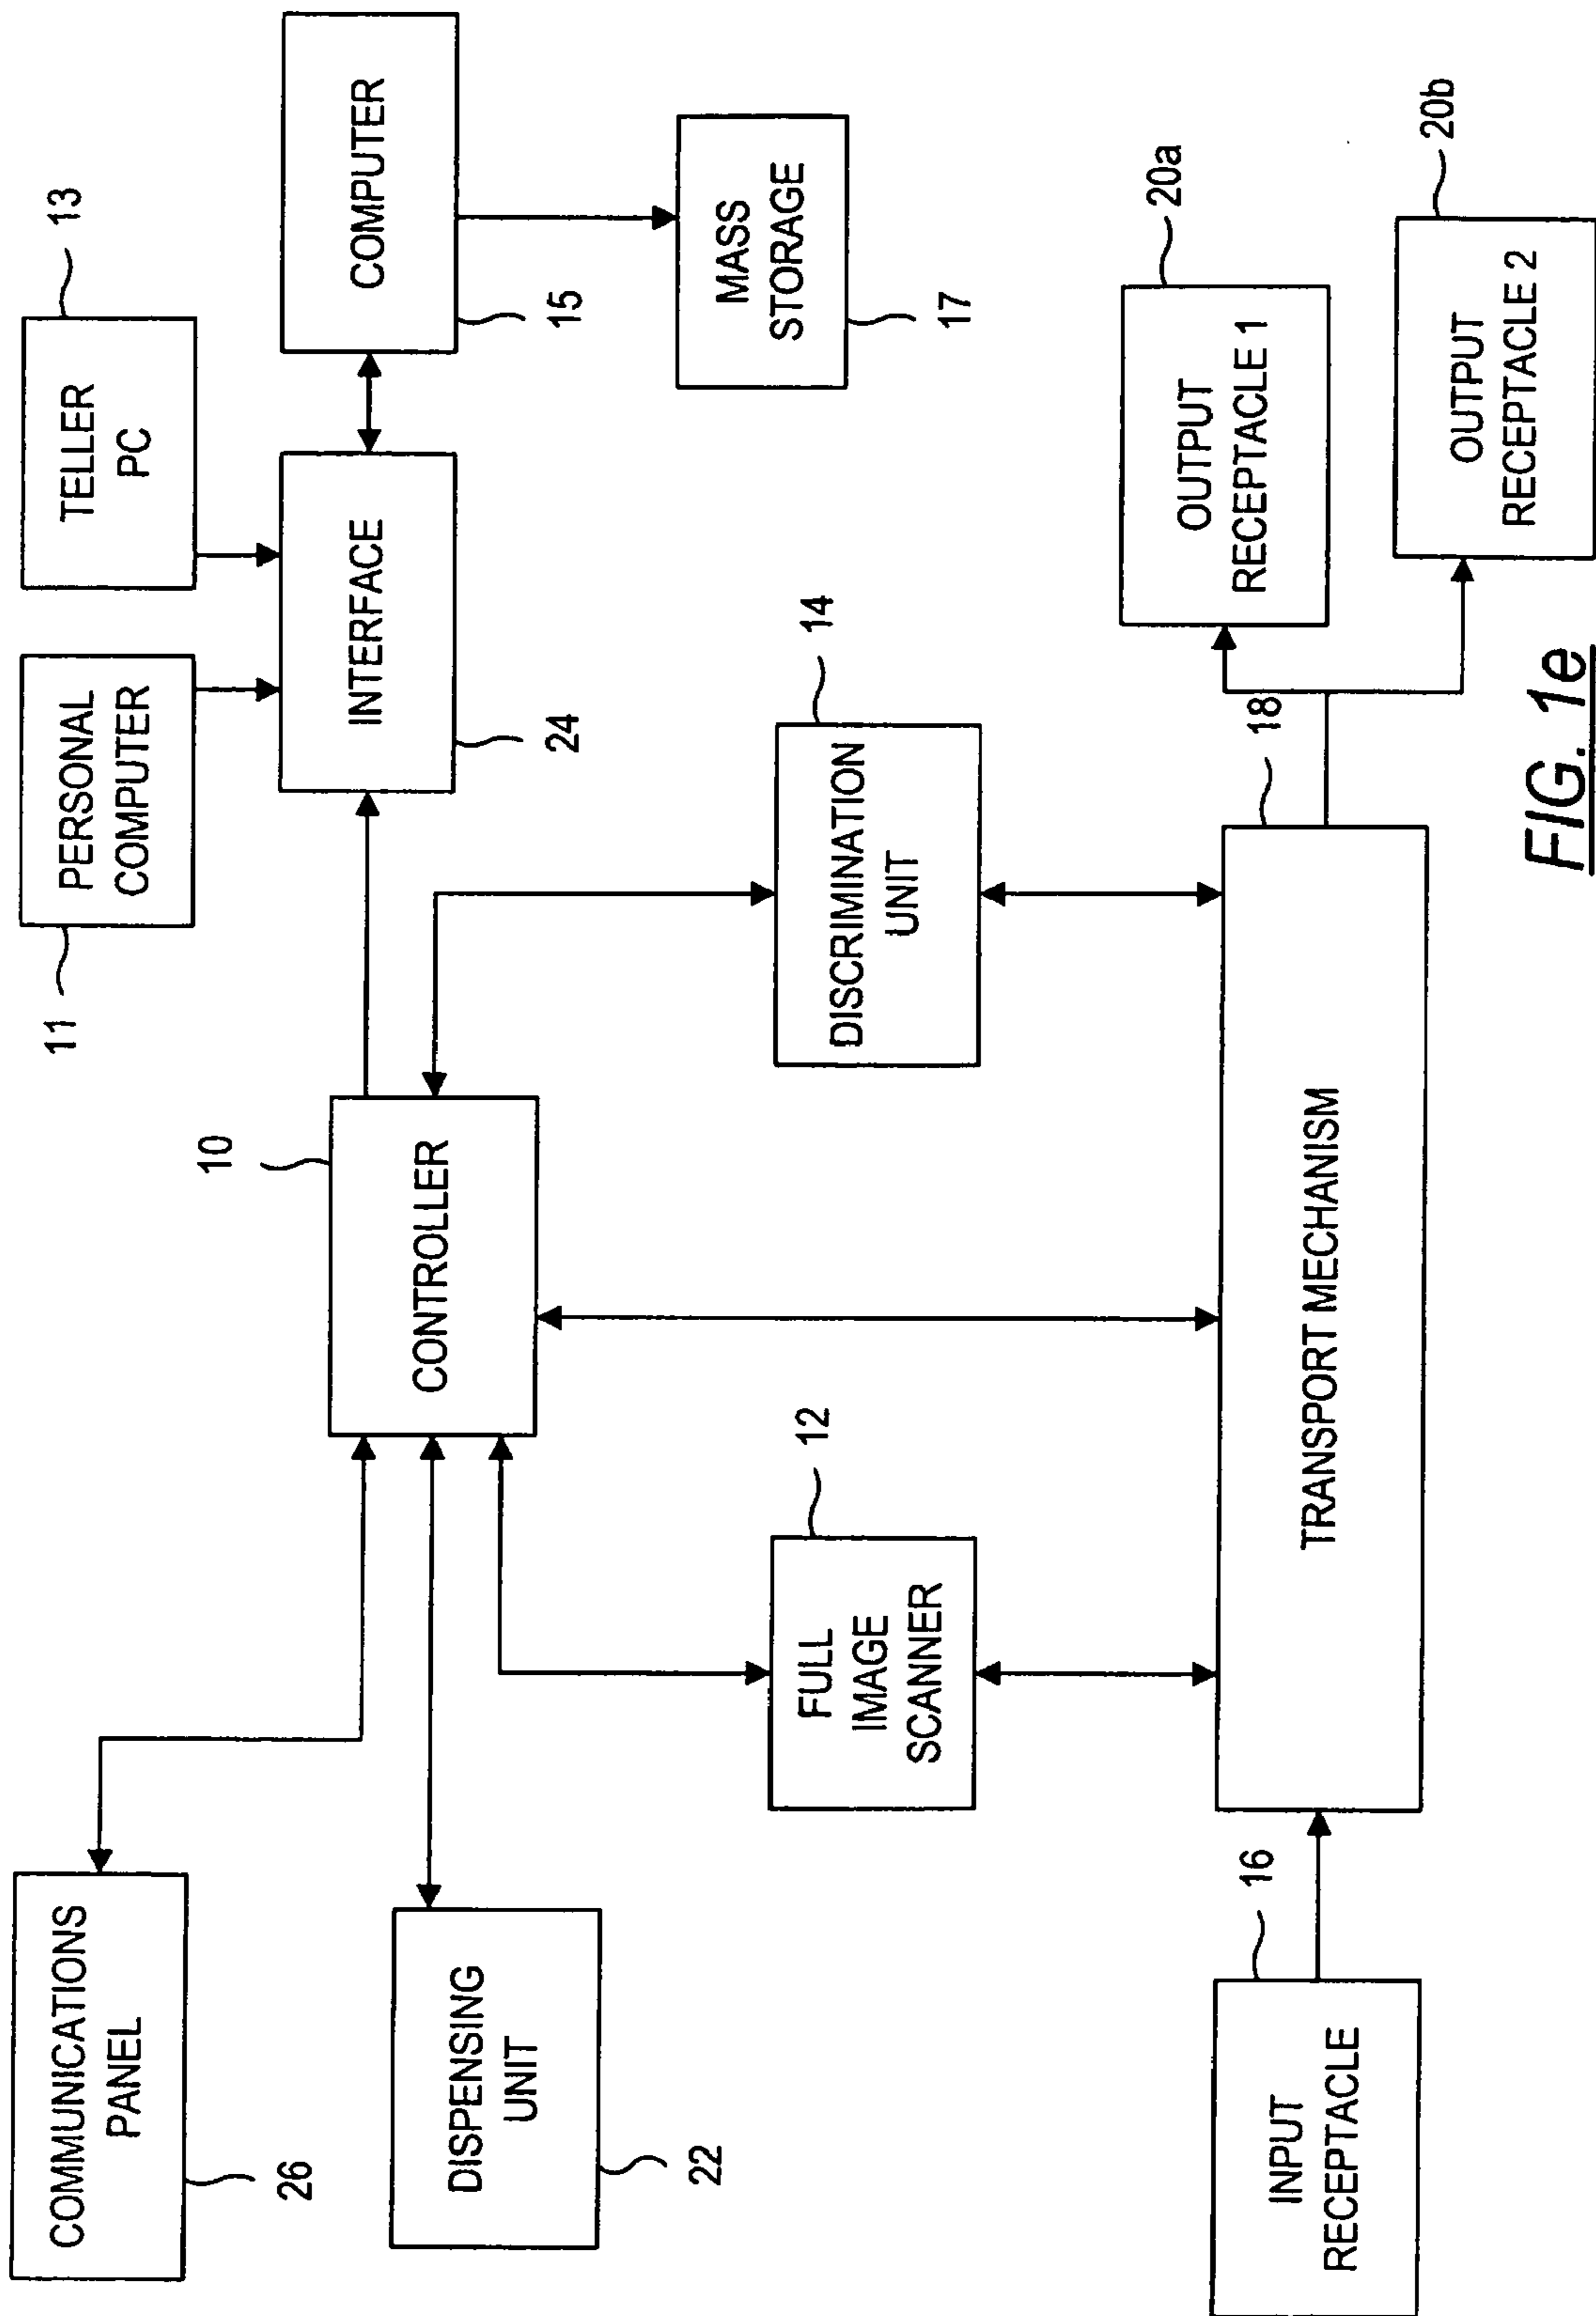 COMMUNICATIONS
PANEL
26
DISPENSING
UNIT
22
PERSONAL
COMPUTER
11
TELLER
PC
13
CONTROLLER
10
INTERFACE
24
COMPUTER
15
MASS
STORAGE
17
FULL
IMAGE
SCANNER
12
DISCRIMINATION
UNIT
14
INPUT
RECEPTACLE
16
TRANSPORT MECHANISM
18
OUTPUT
RECEPTACLE 1
20a
OUTPUT
RECEPTACLE 2
20b
FIG. 1e